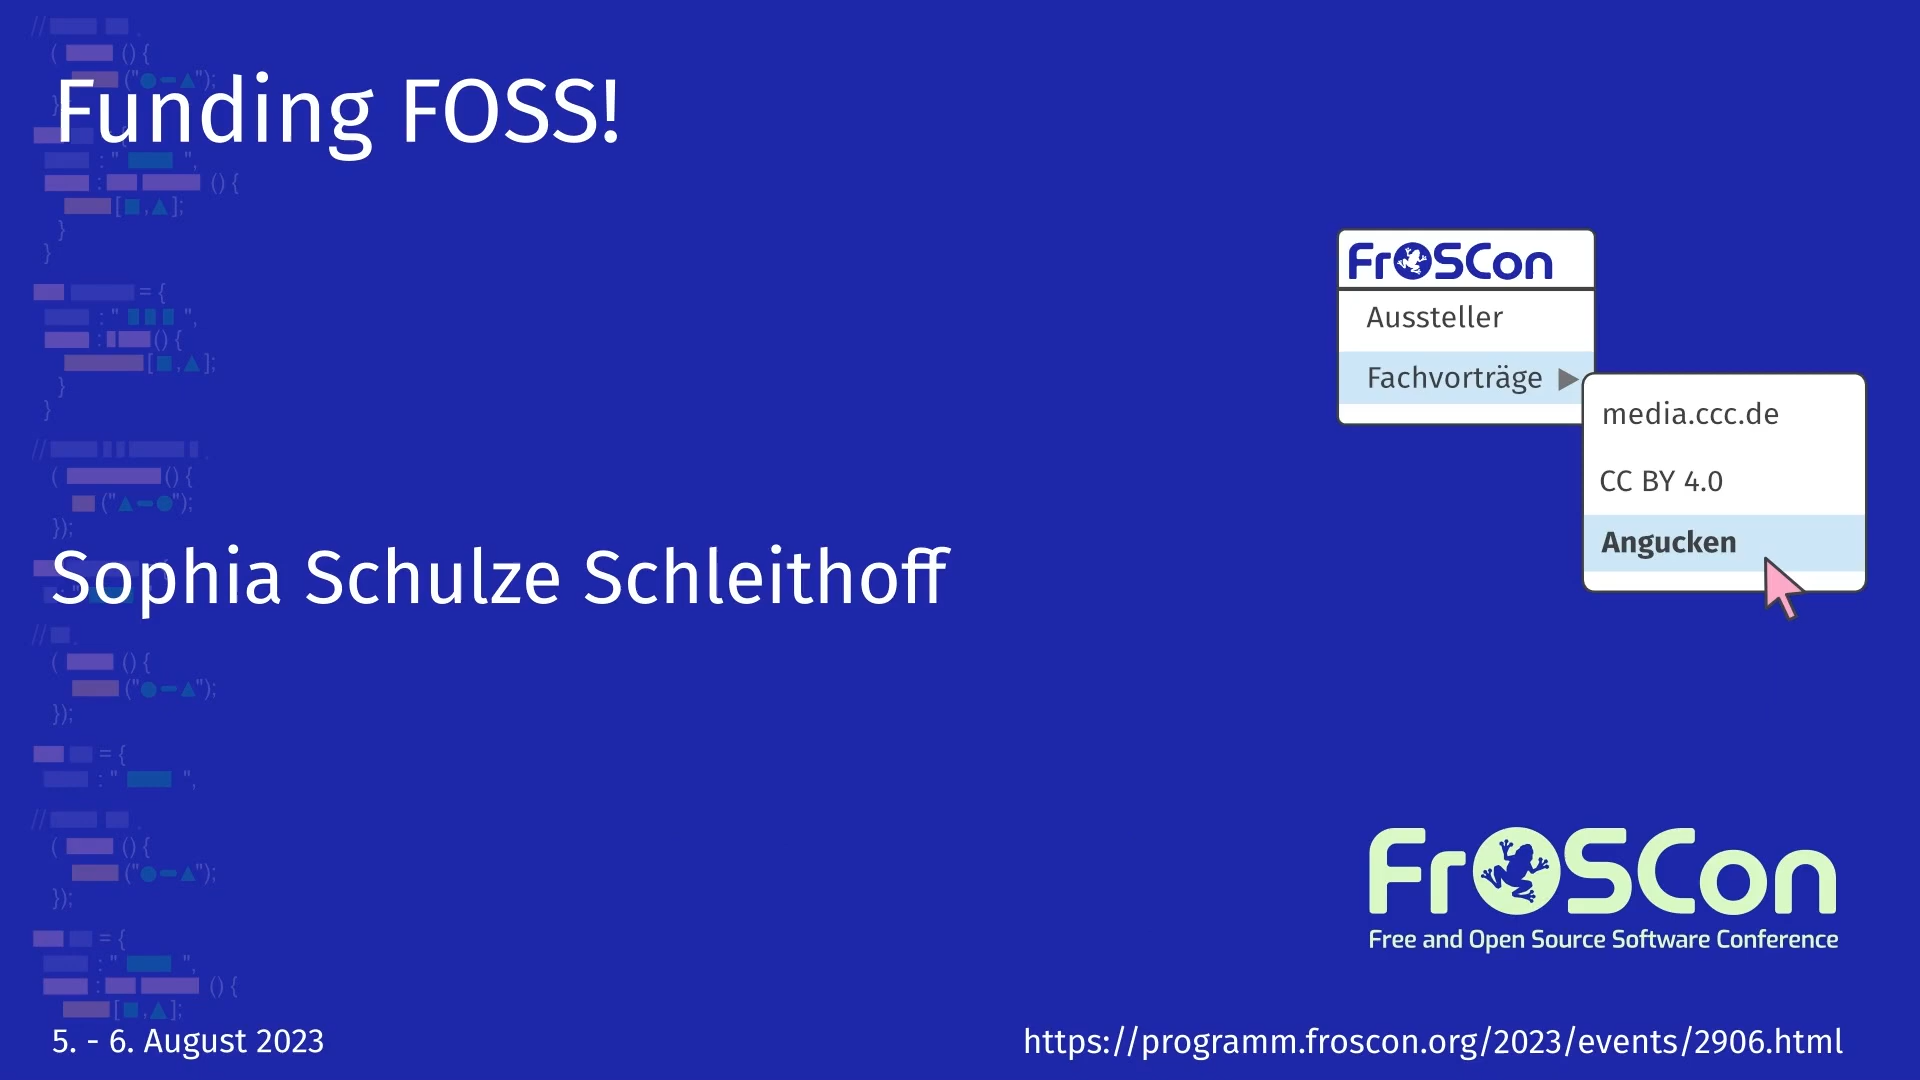 Funding FOSS!
FrOSCon
Aussteller
Fachvorträge
media.ccc.de
CC BY 4.0
Angucken
Sophia Schulze Schleithoff
FrOSCon
Free and Open Source Software Conference
5. - 6. August 2023
https://programm.froscon.org/2023/events/2906.html